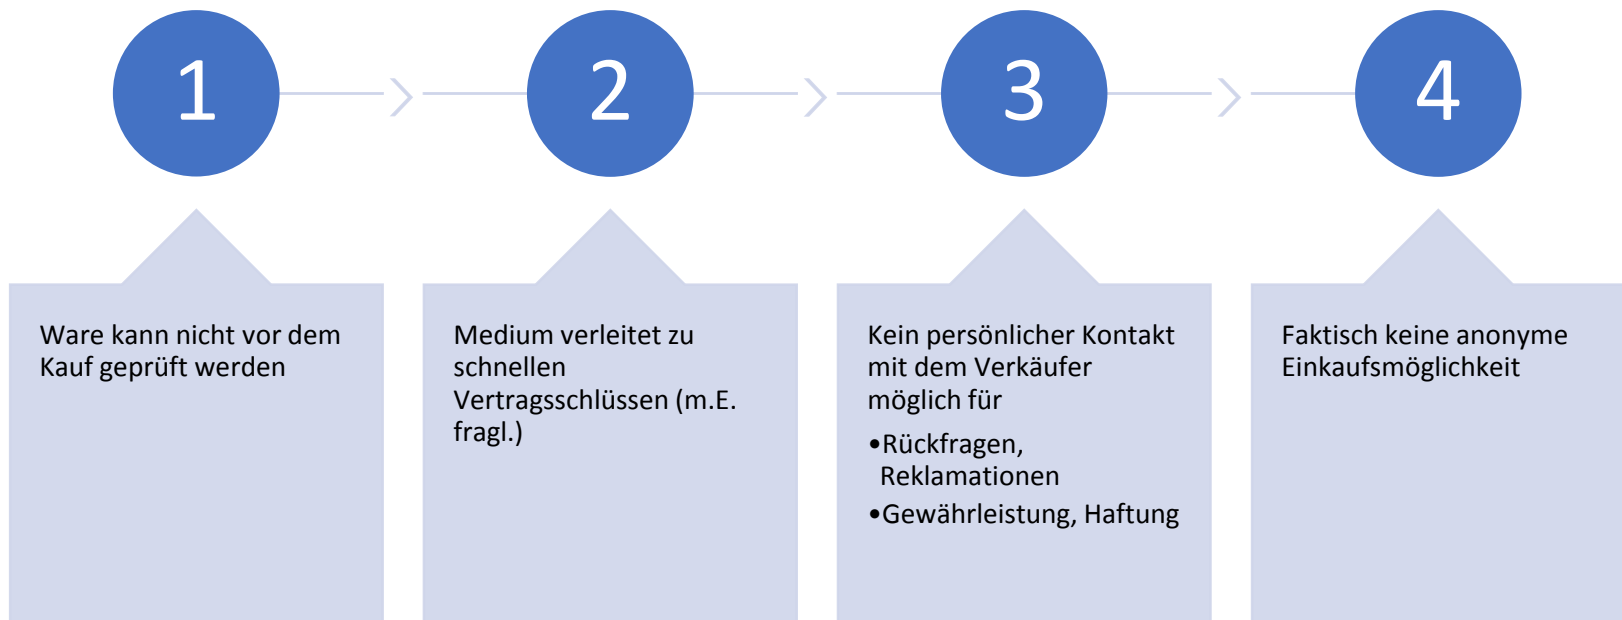 1
2
3
4
Ware kann nicht vor dem
Kauf geprüft werden
Medium verleitet zu
schnellen
Vertragsschlüssen (m.E.
fragl.)
Kein persönlicher Kontakt
mit dem Verkäufer
möglich für
•Rückfragen,
Reklamationen
•Gewährleistung, Haftung
Faktisch keine anonyme
Einkaufsmöglichkeit